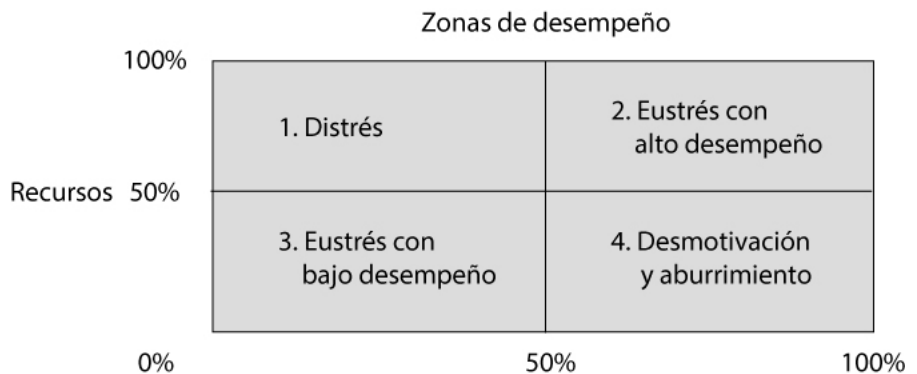 Zonas de desempeño
100%
1. Distrés
2. Eustrés con
alto desempeño
Recursos 50%
3. Eustrés con
bajo desempeño
4. Desmotivación
y aburrimiento
0%
50%
100%